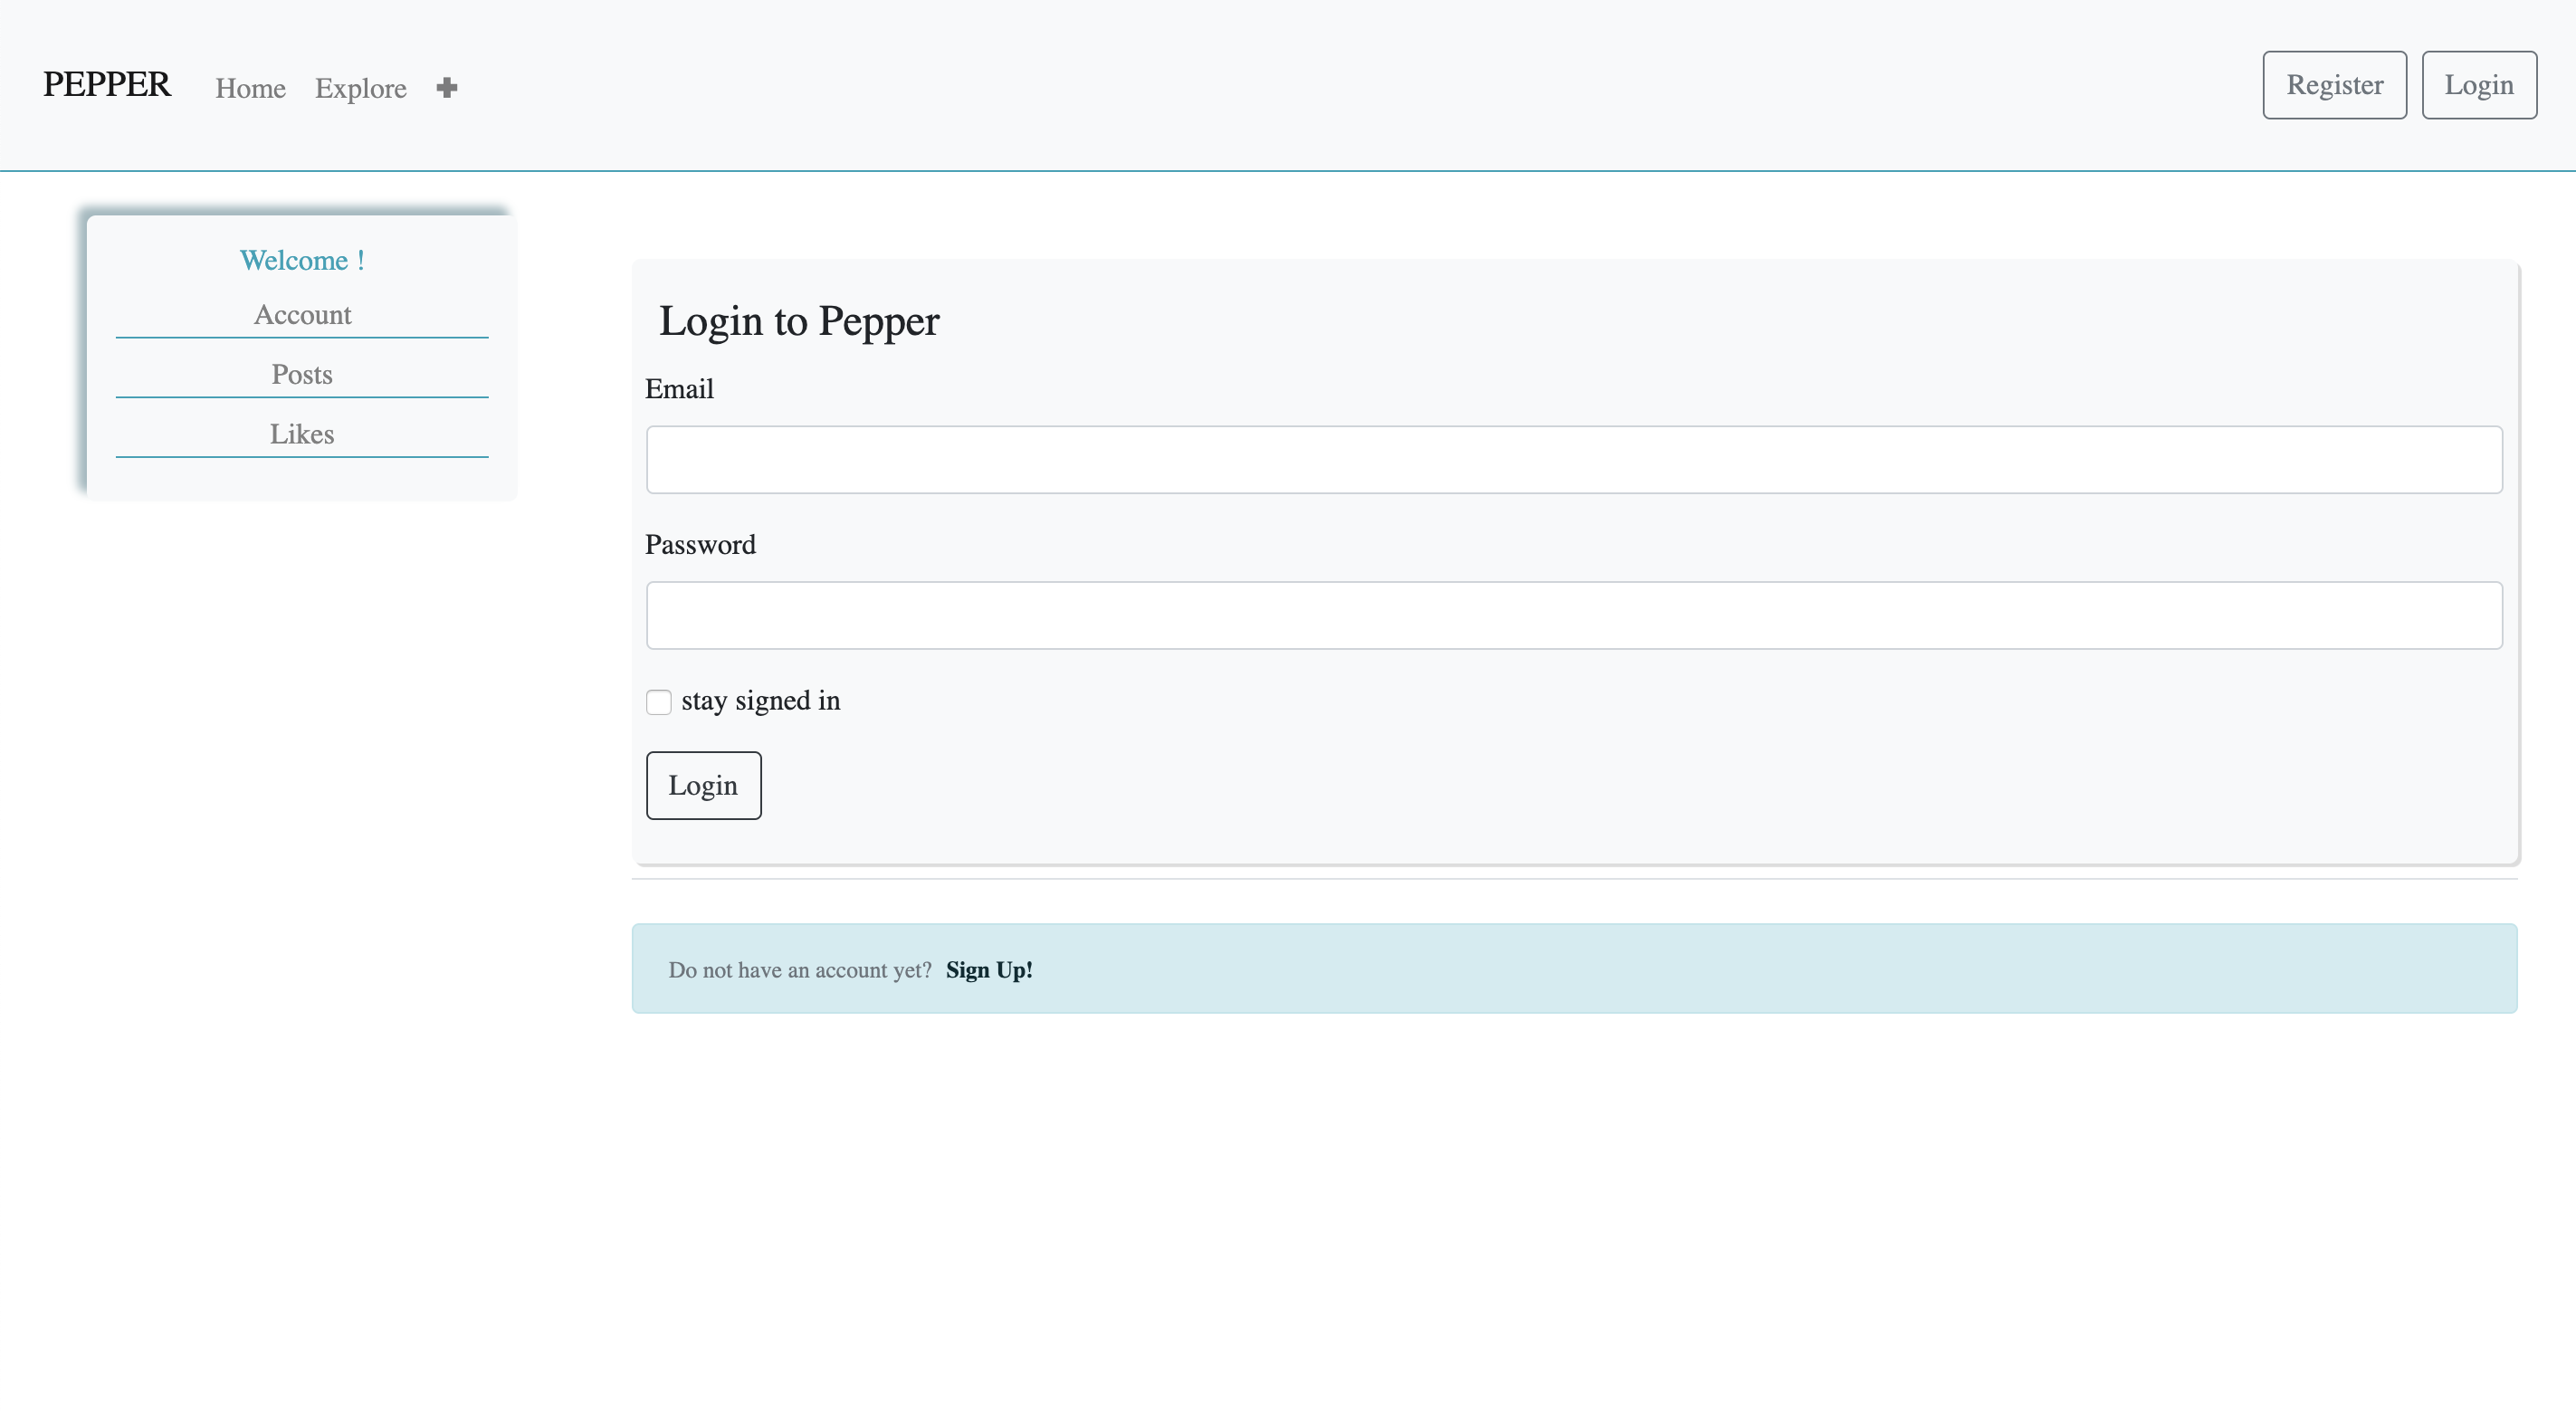 PEPPER Home Explore Register Login
Welcome !
Account
Posts
Likes
Login to Pepper
Email
Password
stay signed in
Login
Do not have an account yet? Sign Up!